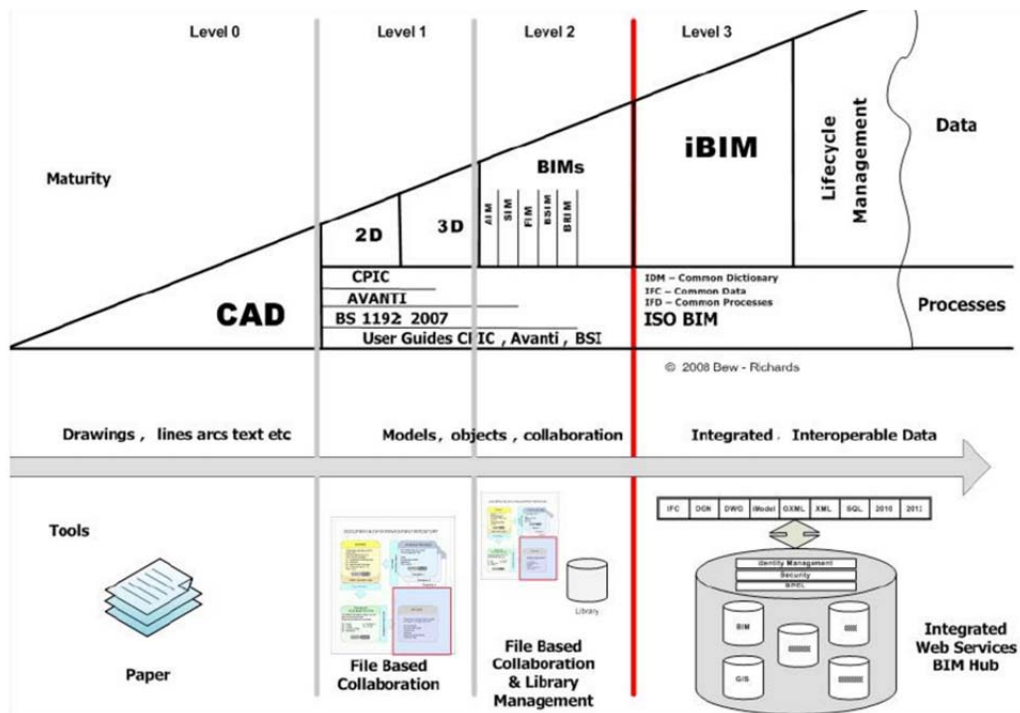 Level 0
Level 1
Level 2
Level 3
Maturity
CAD
2D
3D
BIMs
AIM
SIM
FIM
BSIM
BRIM
iBIM
Lifecycle
Management
Data
CPIC
AVANTI
BS 1192: 2007
User Guides CPIC , Avanti , BSI
IDM – Common Dictionary
IFC – Common Data
IFD – Common Processes
ISO BIM
Processes
© 2008 Bew - Richards
Drawings , lines arcs text etc
Models, objects , collaboration
Integrated , Interoperable Data
Tools
Paper
File Based
Collaboration
Library
File Based
Collaboration
& Library
Management
IFC
DGN
DWG
iModel
GXML
XML
SQL
2010
2012
Identity Management
Security
BPEL
BIM
GIS
Integrated
Web Services
BIM Hub